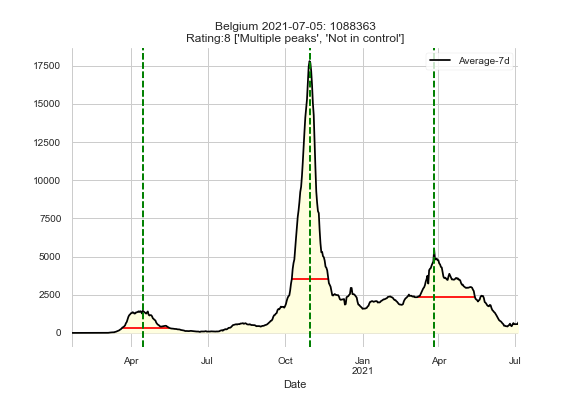 Belgium 2021-07-05: 1088363
Rating:8 ['Multiple peaks', 'Not in control']
Average-7d
17500
15000
12500
10000
7500
5000
2500
0
Apr
Jul
Oct
Jan
2021
Apr
Jul
Date